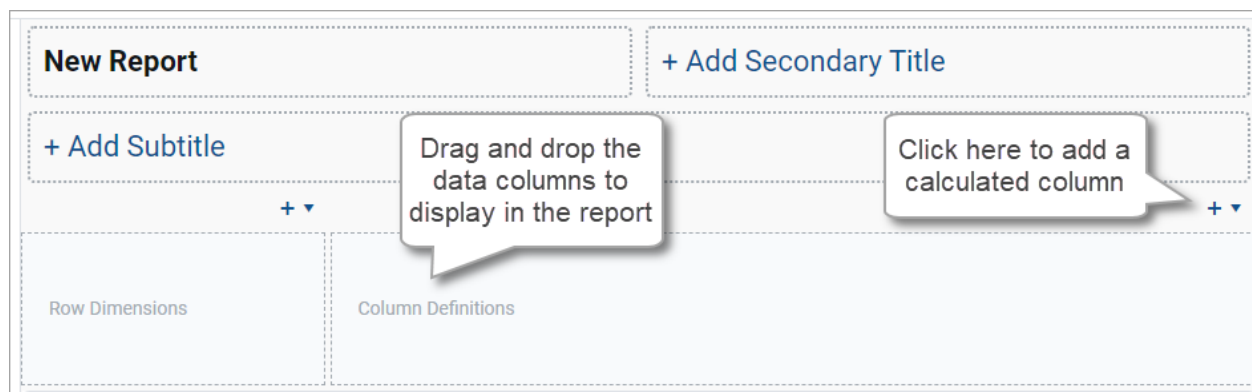 New Report
+ Add Secondary Title
+ Add Subtitle
Drag and drop the
data columns to
display in the report
Click here to add a
calculated column
+ ▾
+ ▾
Row Dimensions
Column Definitions